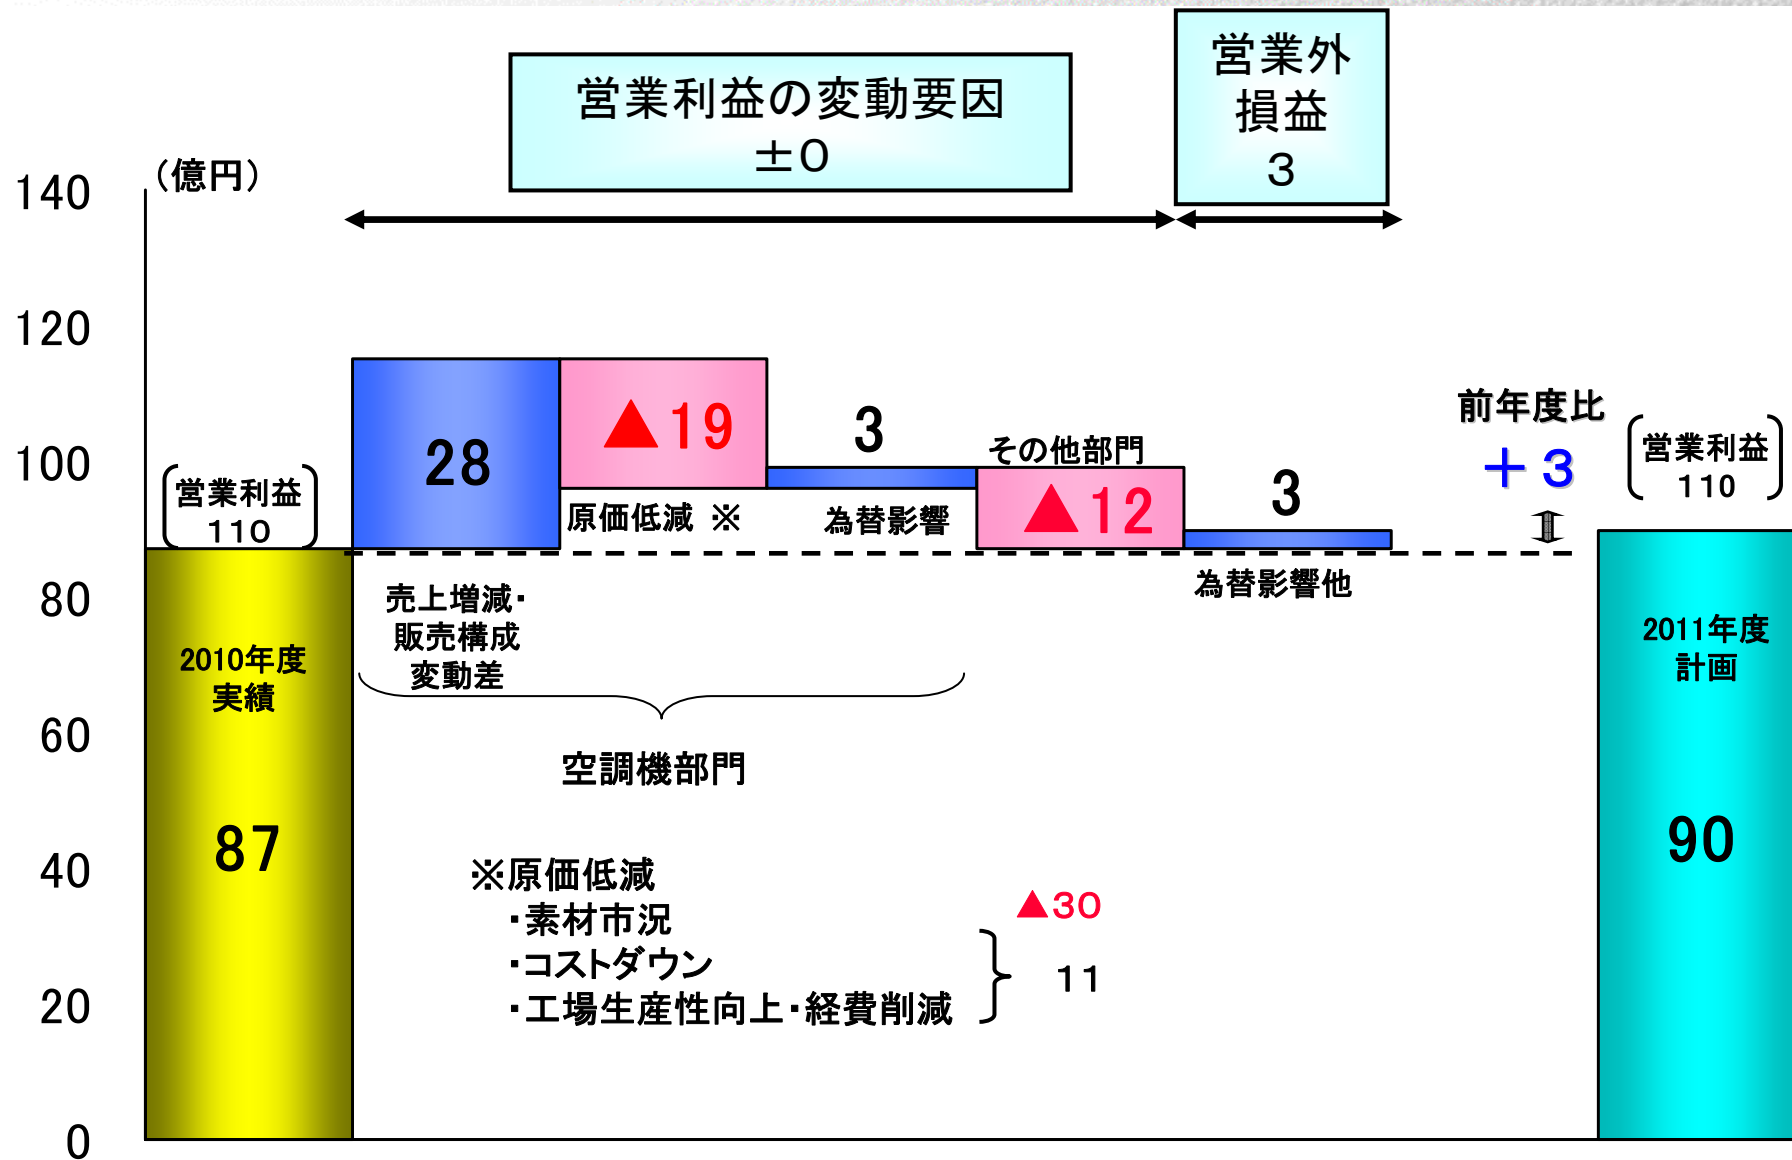 営業利益の変動要因
±0
営業外
損益
3
（億円）
140
120
100
80
60
40
20
0
営業利益
110
2010年度
実績
87
28
売上増減・
販売構成
変動差
▲19
原価低減 ※
3
為替影響
空調機部門
その他部門
▲12
3
為替影響他
前年度比
＋3
営業利益
110
2011年度
計画
90
※原価低減
・素材市況
▲30
・コストダウン
・工場生産性向上・経費削減
11